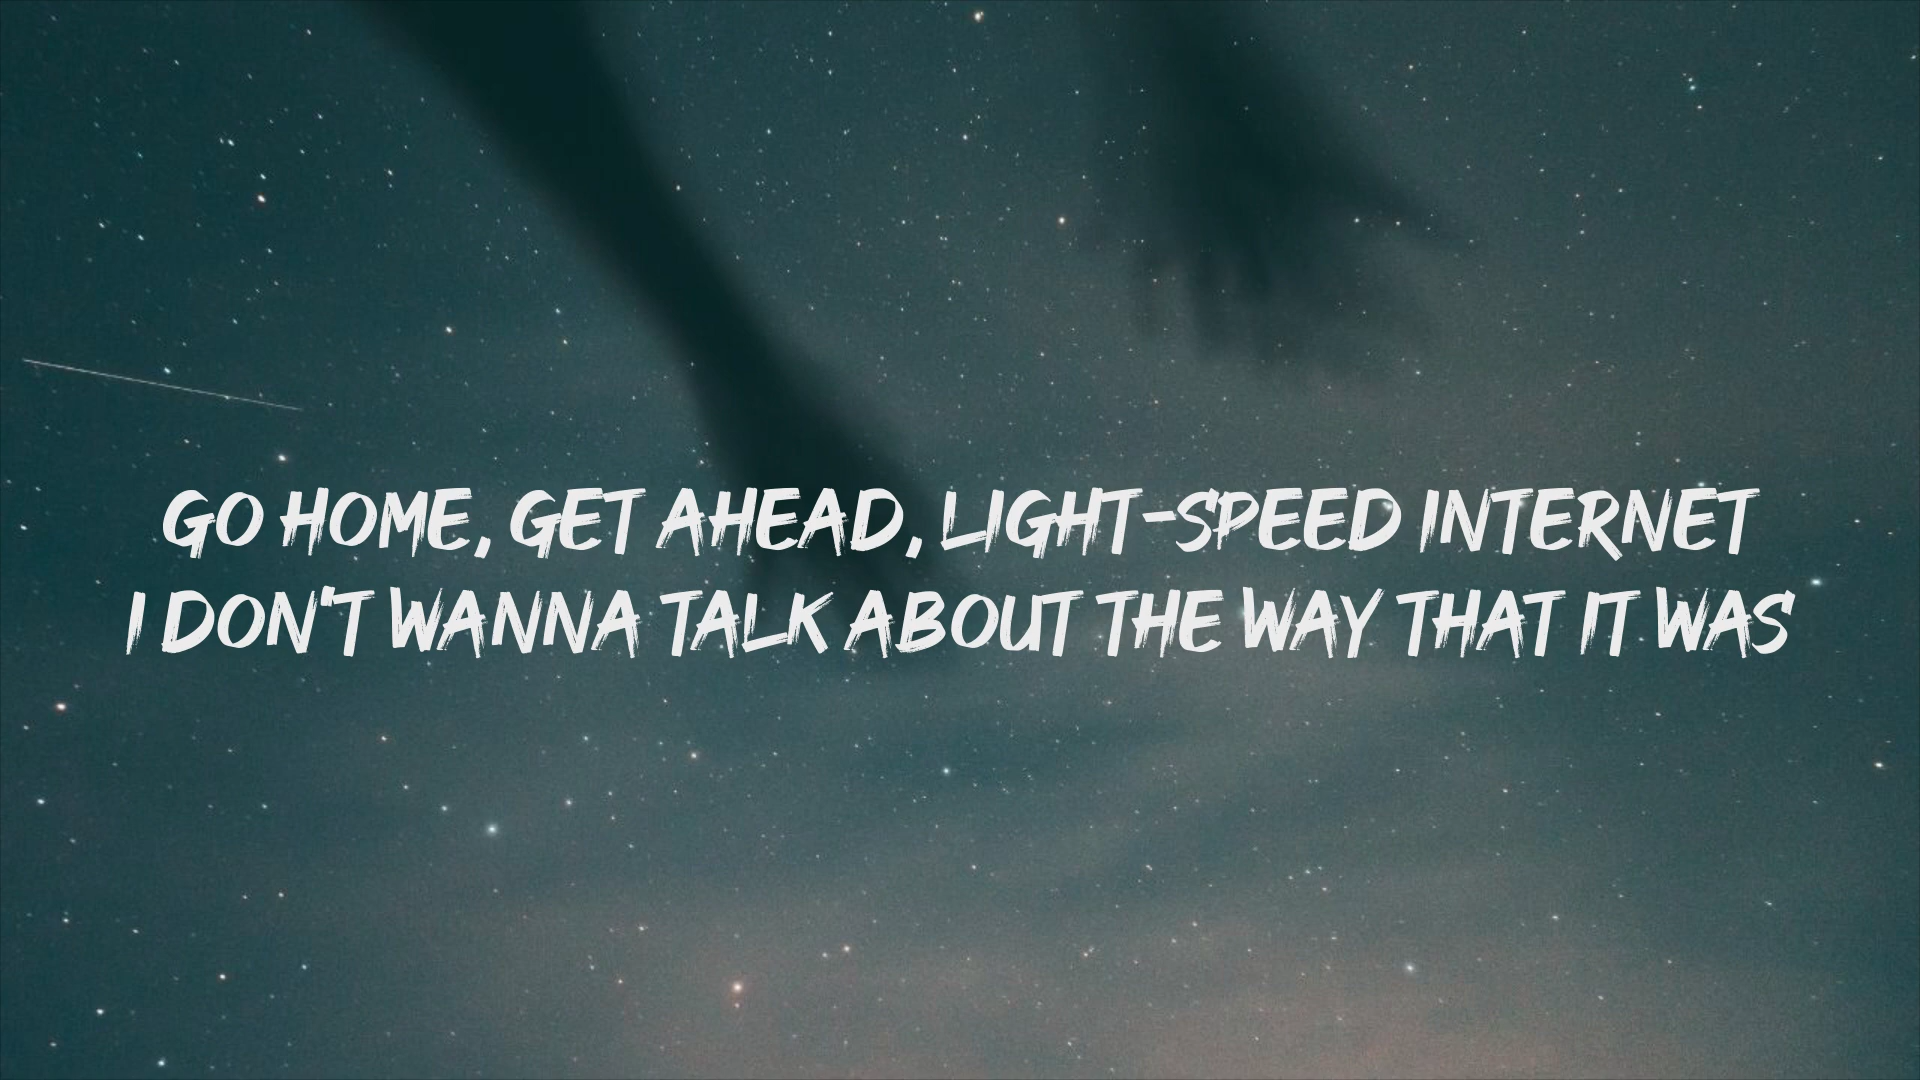 GO HOME, GET AHEAD, LIGHT-SPEED INTERNET
I DON'T WANNA TALK ABOUT THE WAY THAT IT WAS